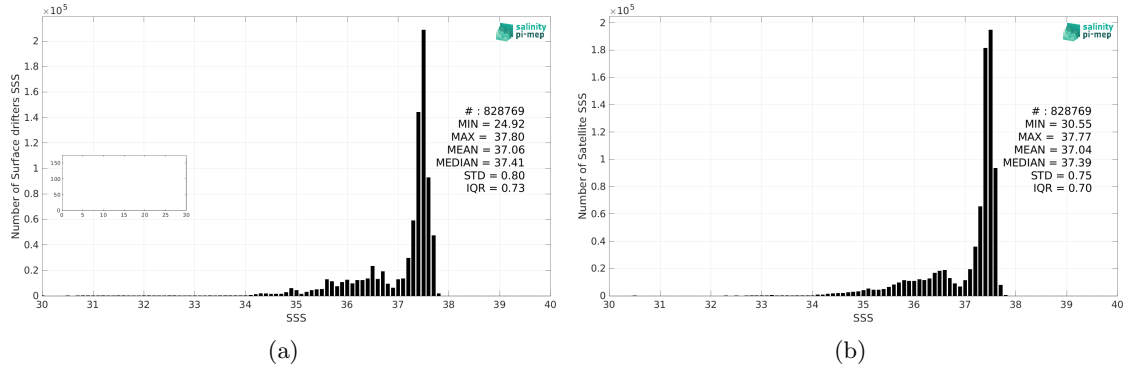 ×10⁵
2
1.8
1.6
1.4
1.2
1
0.8
0.6
0.4
0.2
0
Number of Surface drifters SSS
salinity
pi-mep
# : 828769
MIN = 24.92
MAX = 37.80
MEAN = 37.06
MEDIAN = 37.41
STD = 0.80
IQR = 0.73
150
100
50
0
0 5 10 15 20 25 30
30 31 32 33 34 35 36 37 38 39 40
SSS
(a)
×10⁵
2
1.8
1.6
1.4
1.2
1
0.8
0.6
0.4
0.2
0
Number of Satellite SSS
salinity
pi-mep
# : 828769
MIN = 30.55
MAX = 37.77
MEAN = 37.04
MEDIAN = 37.39
STD = 0.75
IQR = 0.70
30 31 32 33 34 35 36 37 38 39 40
SSS
(b)